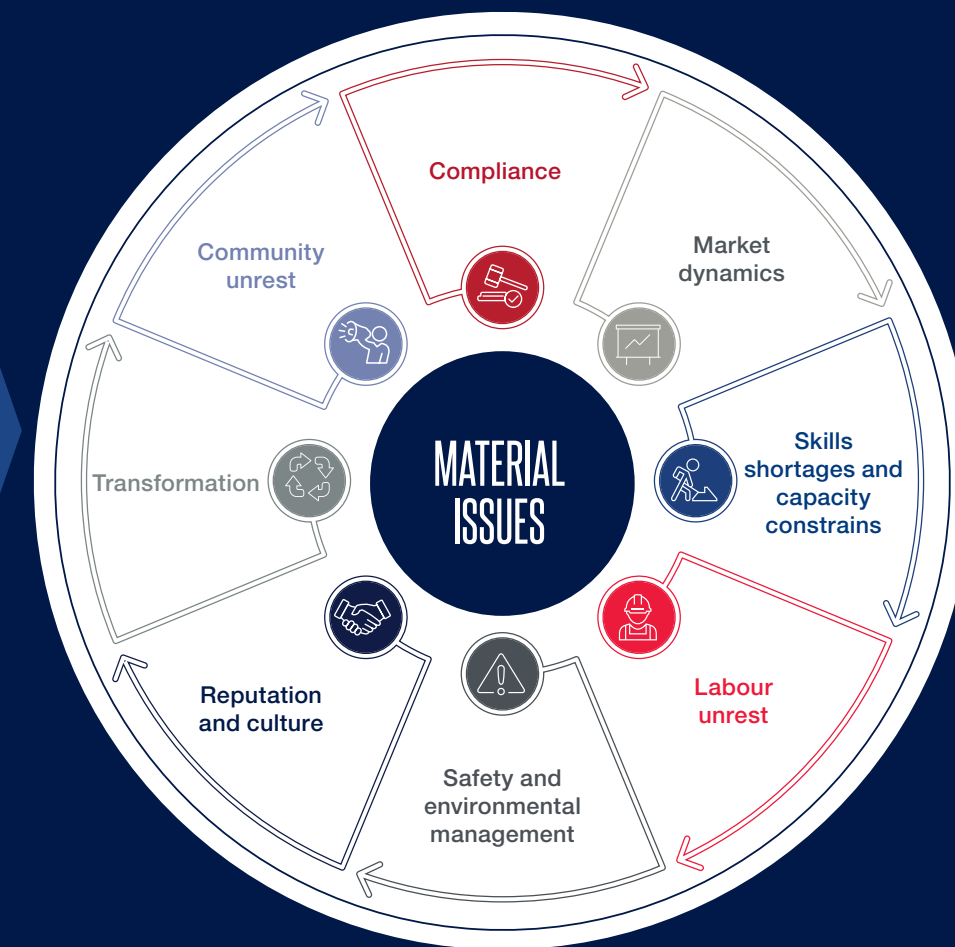 Compliance
Market
dynamics
Skills
shortages and
capacity
constrains
Labour
unrest
Safety and
environmental
management
Reputation
and culture
Transformation
Community
unrest
MATERIAL
ISSUES